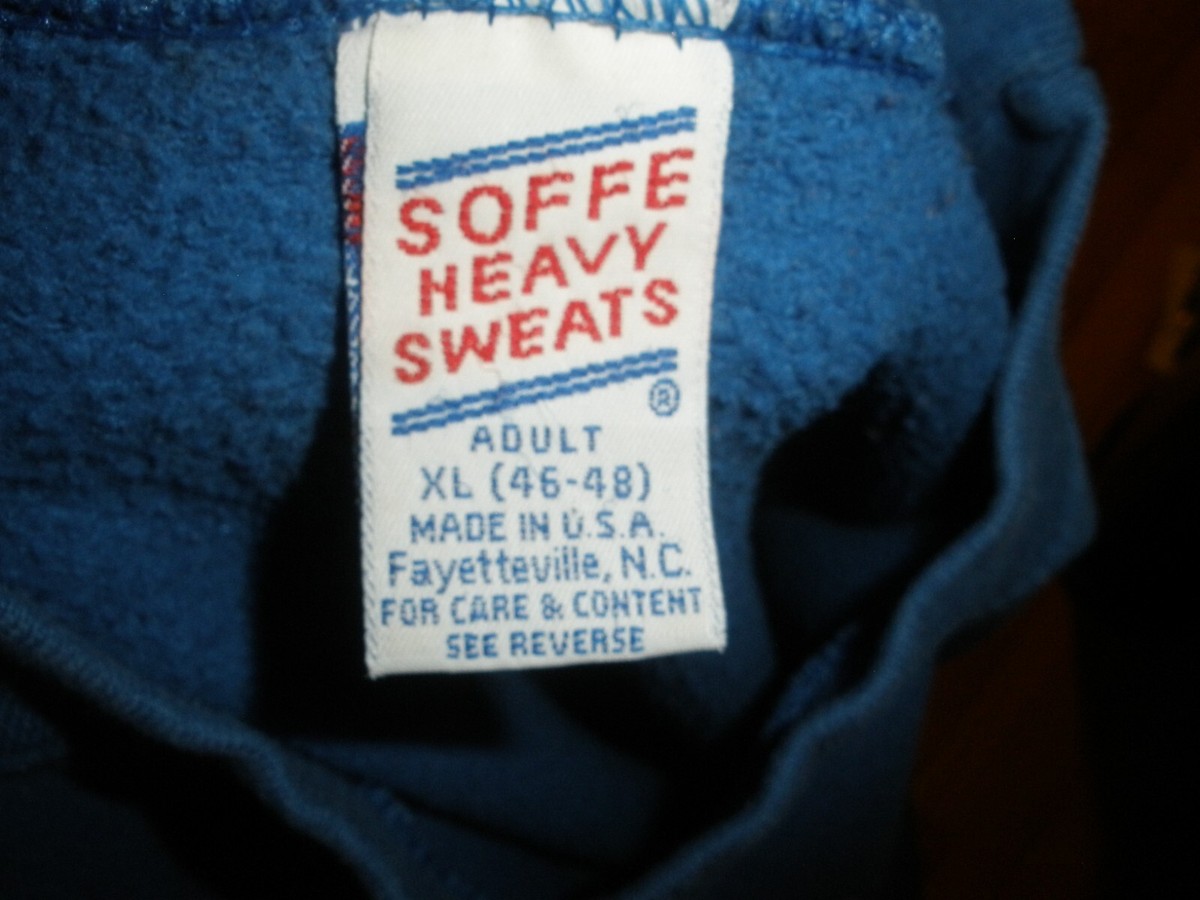 SOFFE
HEAVY
SWEATS
®
ADULT
XL (46-48)
MADE IN U.S.A.
Fayetteville, N.C.
FOR CARE & CONTENT
SEE REVERSE